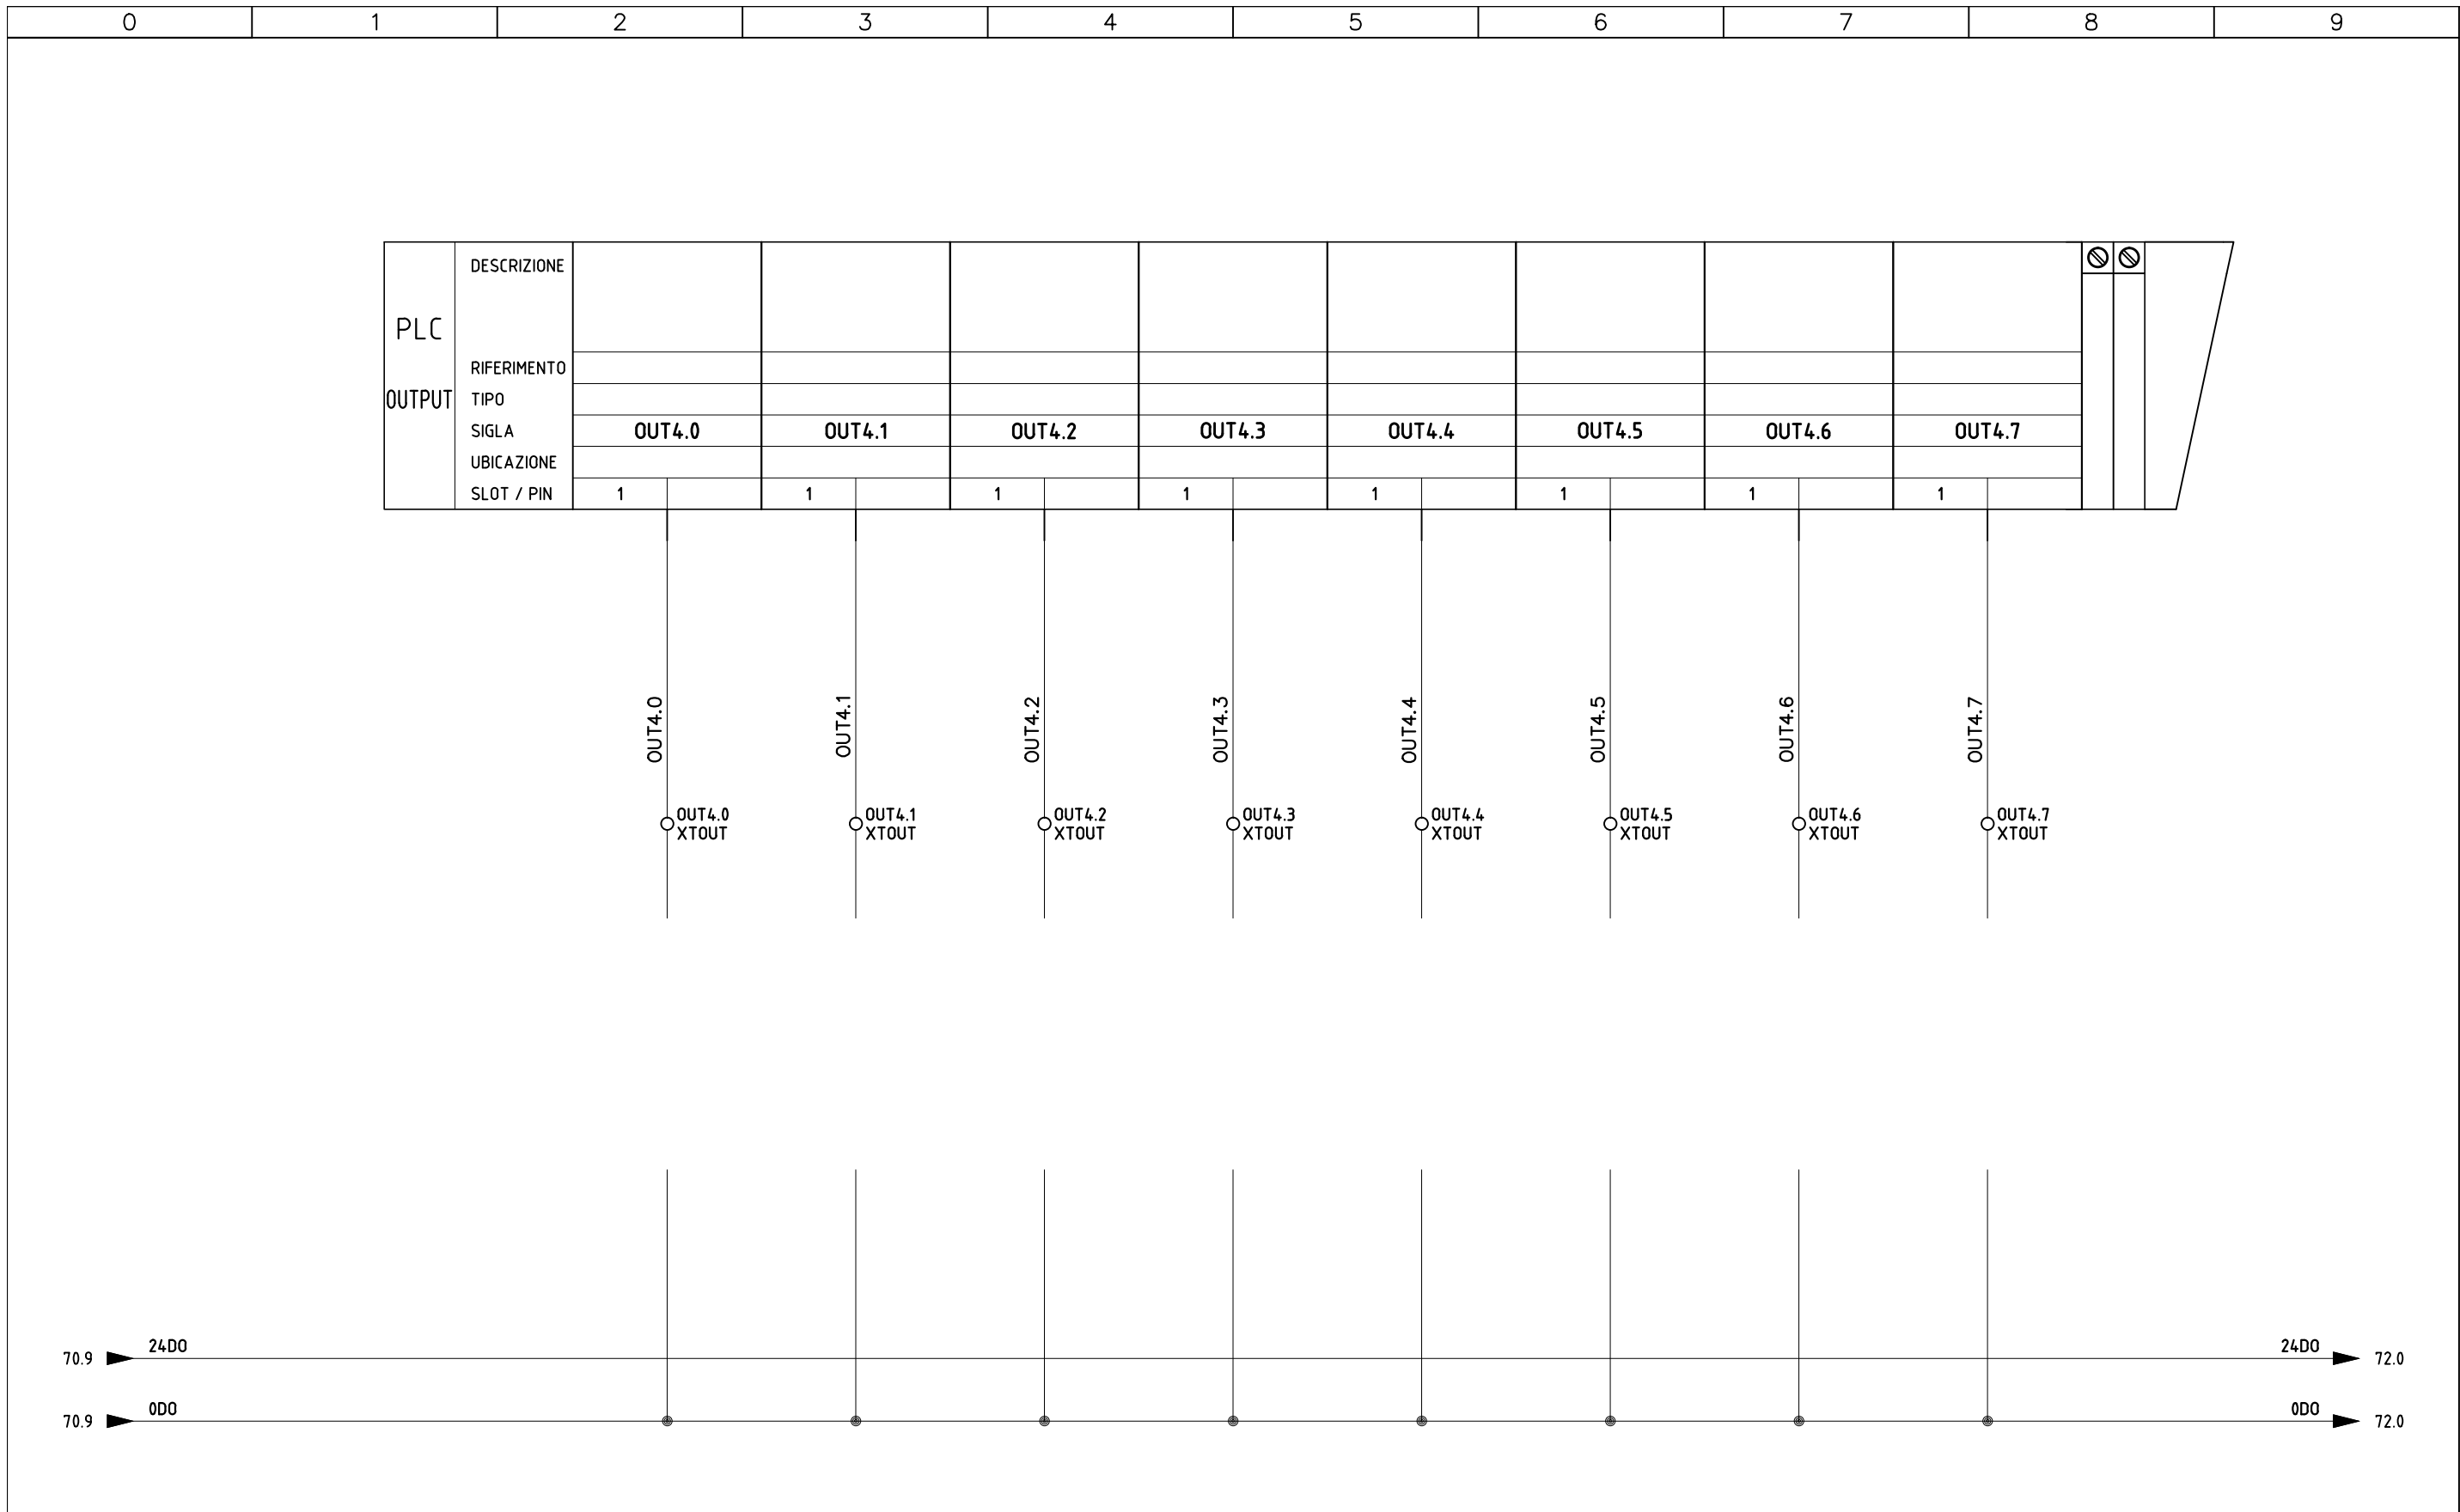 0 1 2 3 4 5 6 7 8 9
DESCRIZIONE
PLC
RIFERIMENTO
OUTPUT TIPO
SIGLA OUT4.0 OUT4.1 OUT4.2 OUT4.3 OUT4.4 OUT4.5 OUT4.6 OUT4.7
UBICAZIONE
SLOT / PIN 1 1 1 1 1 1 1 1
OUT4.0 OUT4.1 OUT4.2 OUT4.3 OUT4.4 OUT4.5 OUT4.6 OUT4.7
OUT4.0 OUT4.1 OUT4.2 OUT4.3 OUT4.4 OUT4.5 OUT4.6 OUT4.7
XTOUT XTOUT XTOUT XTOUT XTOUT XTOUT XTOUT XTOUT
24DO 24DO
70.9 72.0
0DO 0DO
70.9 72.0